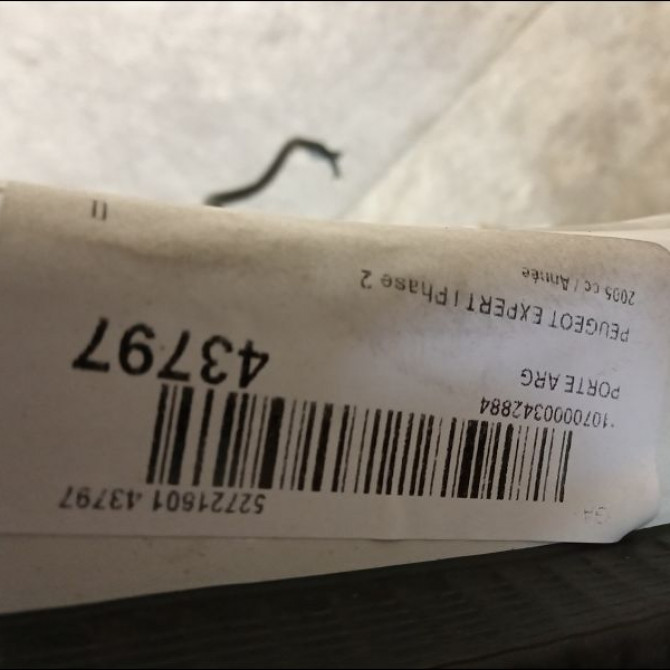 52721601 43797
*1070000342884
PORTE ARG
43797
PEUGEOT EXPERT I Phase 2
2005 cc / Année